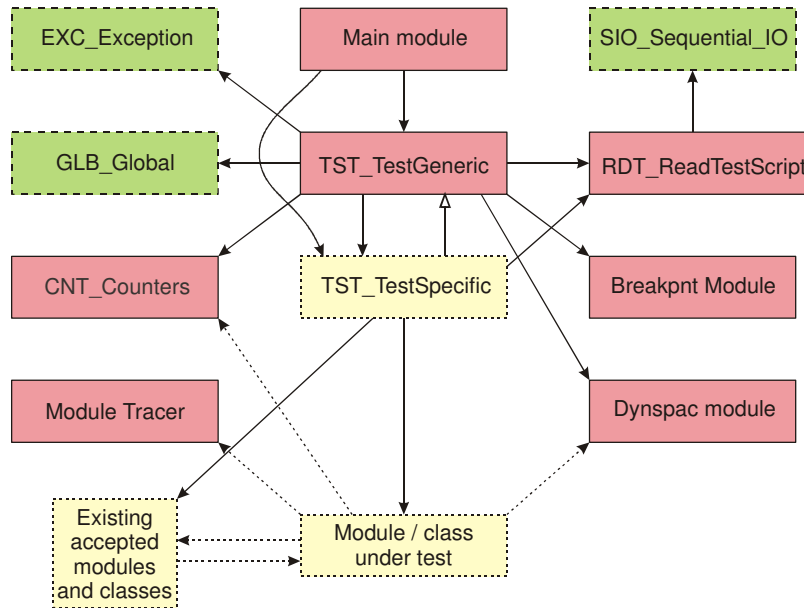 EXC_Exception
Main module
SIO_Sequential_IO
GLB_Global
TST_TestGeneric
RDT_ReadTestScript
CNT_Counters
TST_TestSpecific
Breakpnt Module
Module Tracer
Dynspac module
Existing
accepted
modules
and classes
Module / class
under test